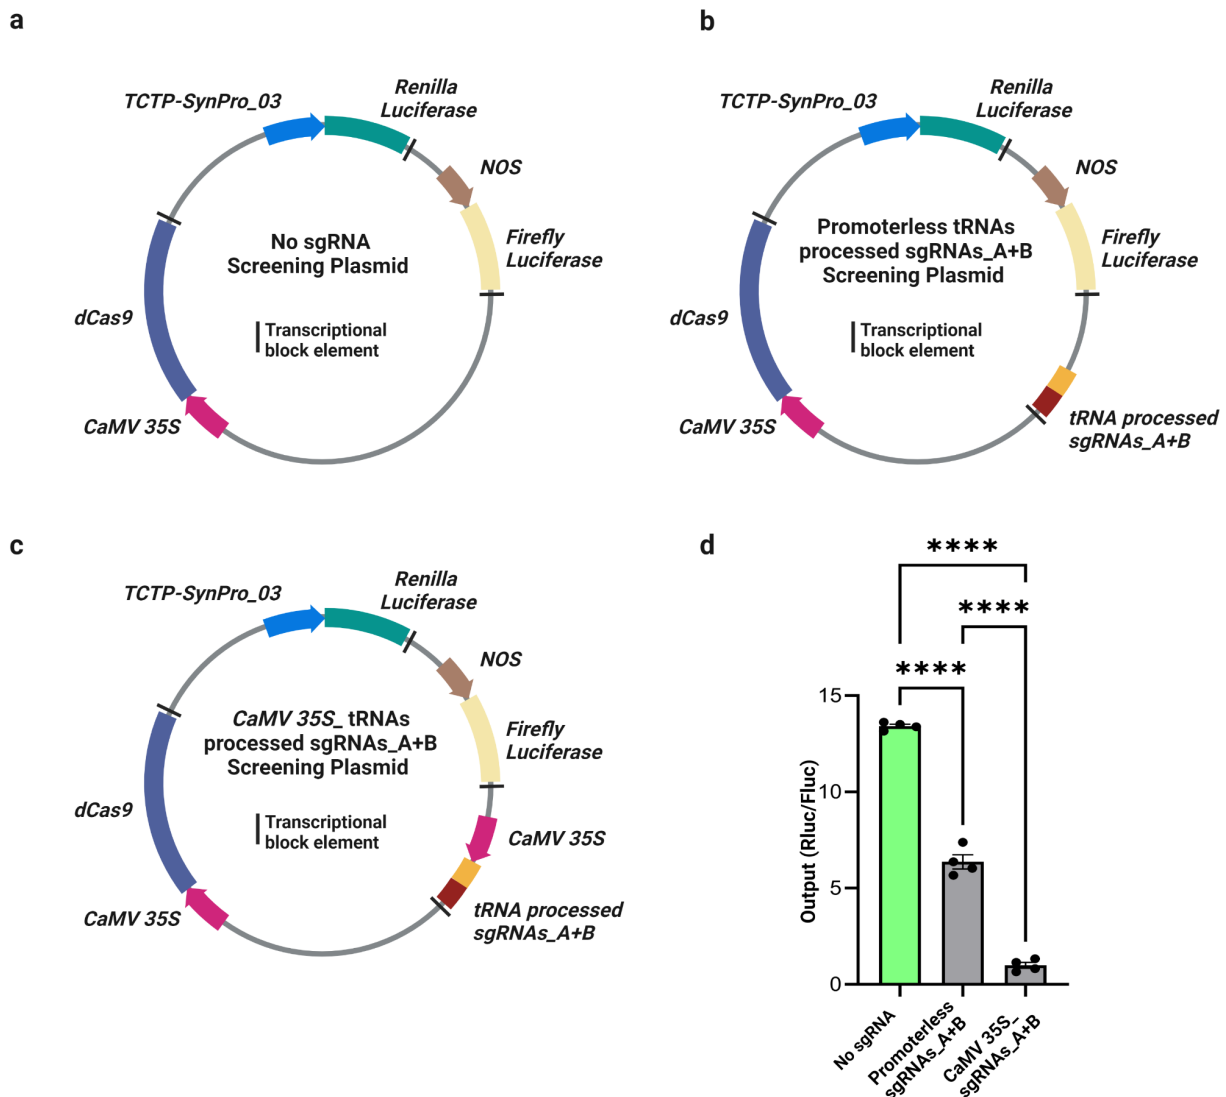 a
TCTP-SynPro_03
Renilla
Luciferase
NOS
Firefly
Luciferase
No sgRNA
Screening Plasmid
Transcriptional
block element
dCas9
CaMV 35S
b
TCTP-SynPro_03
Renilla
Luciferase
NOS
Firefly
Luciferase
Promoterless tRNAs
processed sgRNAs_A+B
Screening Plasmid
Transcriptional
block element
dCas9
CaMV 35S
tRNA processed
sgRNAs_A+B
c
TCTP-SynPro_03
Renilla
Luciferase
NOS
Firefly
Luciferase
CaMV 35S_ tRNAs
processed sgRNAs_A+B
Screening Plasmid
Transcriptional
block element
dCas9
CaMV 35S
CaMV 35S
tRNA processed
sgRNAs_A+B
d
****
****
****
15
10
5
0
Output (Rluc/Fluc)
No sgRNA
Promoterless
sgRNAs_A+B
CaMV 35S_
sgRNAs_A+B